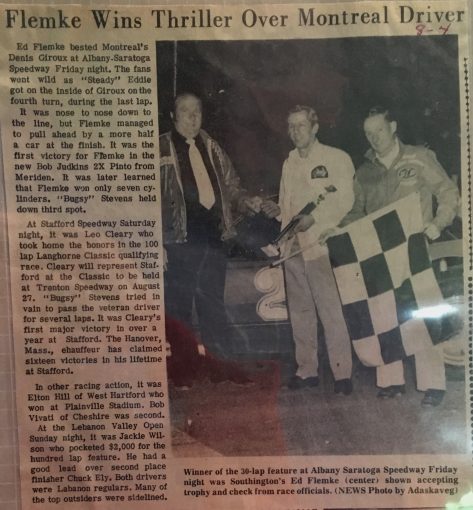 Flemke Wins Thriller Over Montreal Driver
8-4
Ed Flemke bested Montreal's
Denis Giroux at Albany-Saratoga
Speedway Friday night. The fans
went wild as "Steady" Eddie
got on the inside of Giroux on the
fourth turn, during the last lap.
It was nose to nose down to
the line, but Flemke managed
to pull ahead by a more half
a car at the finish. It was the
first victory for Flemke in the
new Bob Judkins 2X Pinto from
Meriden. It was later learned
that Flemke won only seven cy-
linders. "Bugsy" Stevens held
down third spot.
At Stafford Speedway Saturday
night, it was Leo Cleary who
took home the honors in the 100
lap Langhorne Classic qualifying
race. Cleary will represent Staf-
ford at the Classic to be held
at Trenton Speedway on August
27. "Bugsy" Stevens tried in
vain to pass the veteran driver
for several laps. It was Cleary's
first major victory in over a
year at Stafford. The Hanover,
Mass., chauffeur has claimed
sixteen victories in his lifetime
at Stafford.
In other racing action, it was
Elton Hill of West Hartford who
won at Plainville Stadium. Bob
Vivati of Cheshire was second.
At the Lebanon Valley Open
Sunday night, it was Jackie Wil-
son who pocketed $2,000 for the
hundred lap feature. He had a
good lead over second place
finisher Chuck Ely. Both drivers
were Labanon regulars. Many of
the top outsiders were sidelined.
2
Winner of the 30-lap feature at Albany Saratoga Speedway Friday
night was Southington's Ed Flemke (center) shown accepting
trophy and check from race officials. (NEWS Photo by Adaskaveg)